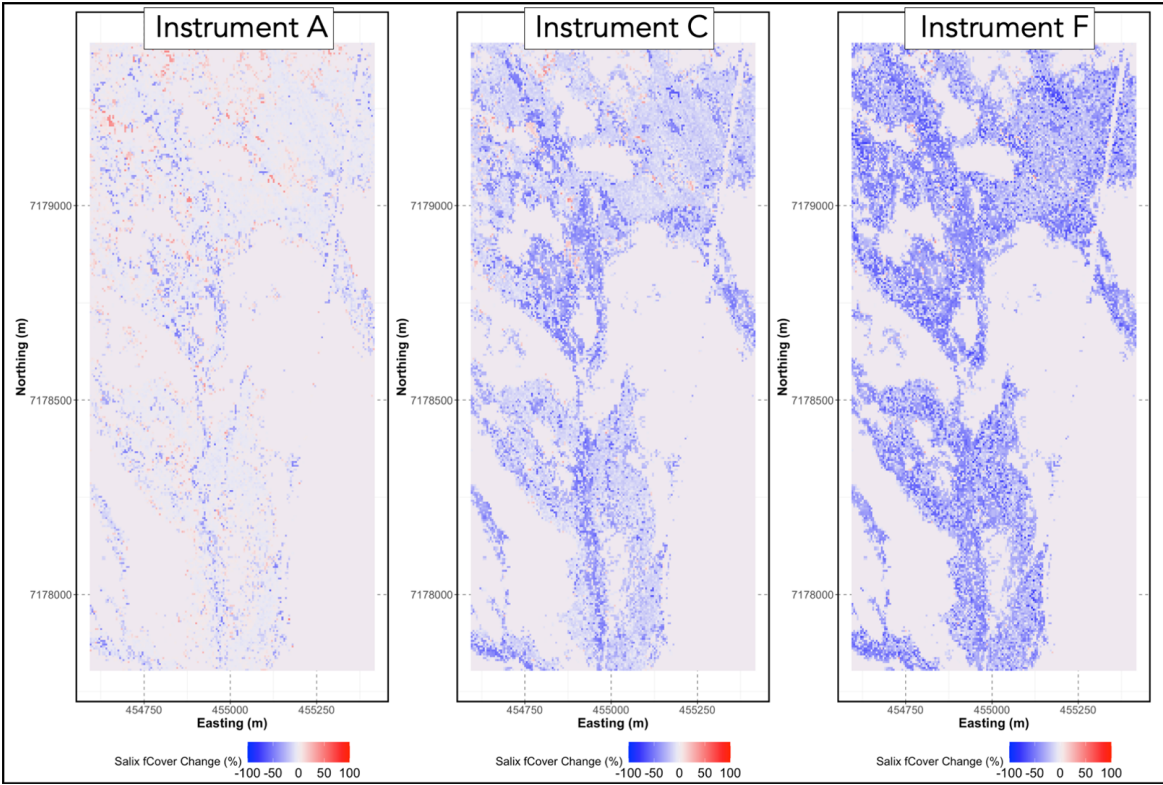 Instrument A
Instrument C
Instrument F
7179000
7178500
7178000
Northing (m)
454750 455000 455250
Easting (m)
Salix fCover Change (%)
-100 -50 0 50 100
7179000
7178500
7178000
Northing (m)
454750 455000 455250
Easting (m)
Salix fCover Change (%)
-100 -50 0 50 100
7179000
7178500
7178000
Northing (m)
454750 455000 455250
Easting (m)
Salix fCover Change (%)
-100 -50 0 50 100